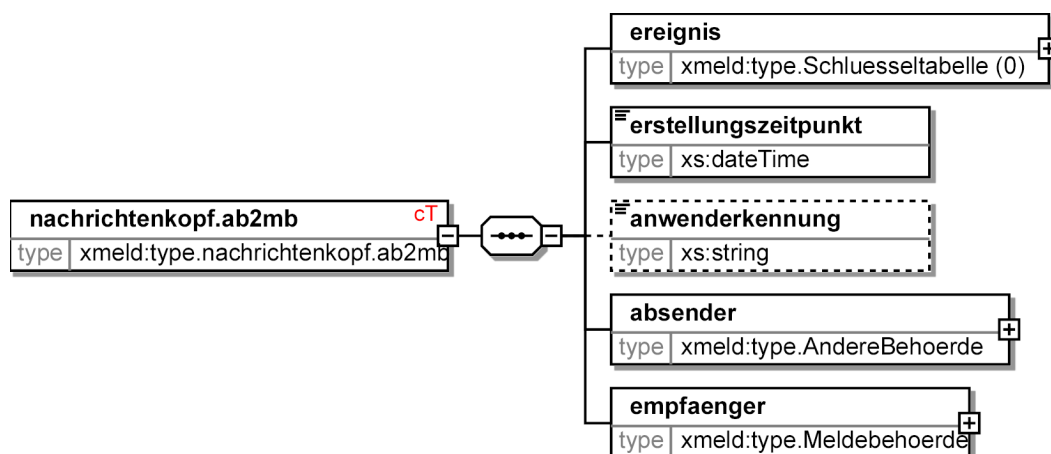 ereignis
type xmeld:type.Schluesseltabelle (0)
erstellungszeitpunkt
type xs:dateTime
nachrichtenkopf.ab2mb cT
type xmeld:type.nachrichtenkopf.ab2mb
anwenderkennung
type xs:string
absender
type xmeld:type.AndereBehoerde
empfaenger
type xmeld:type.Meldebehoerde